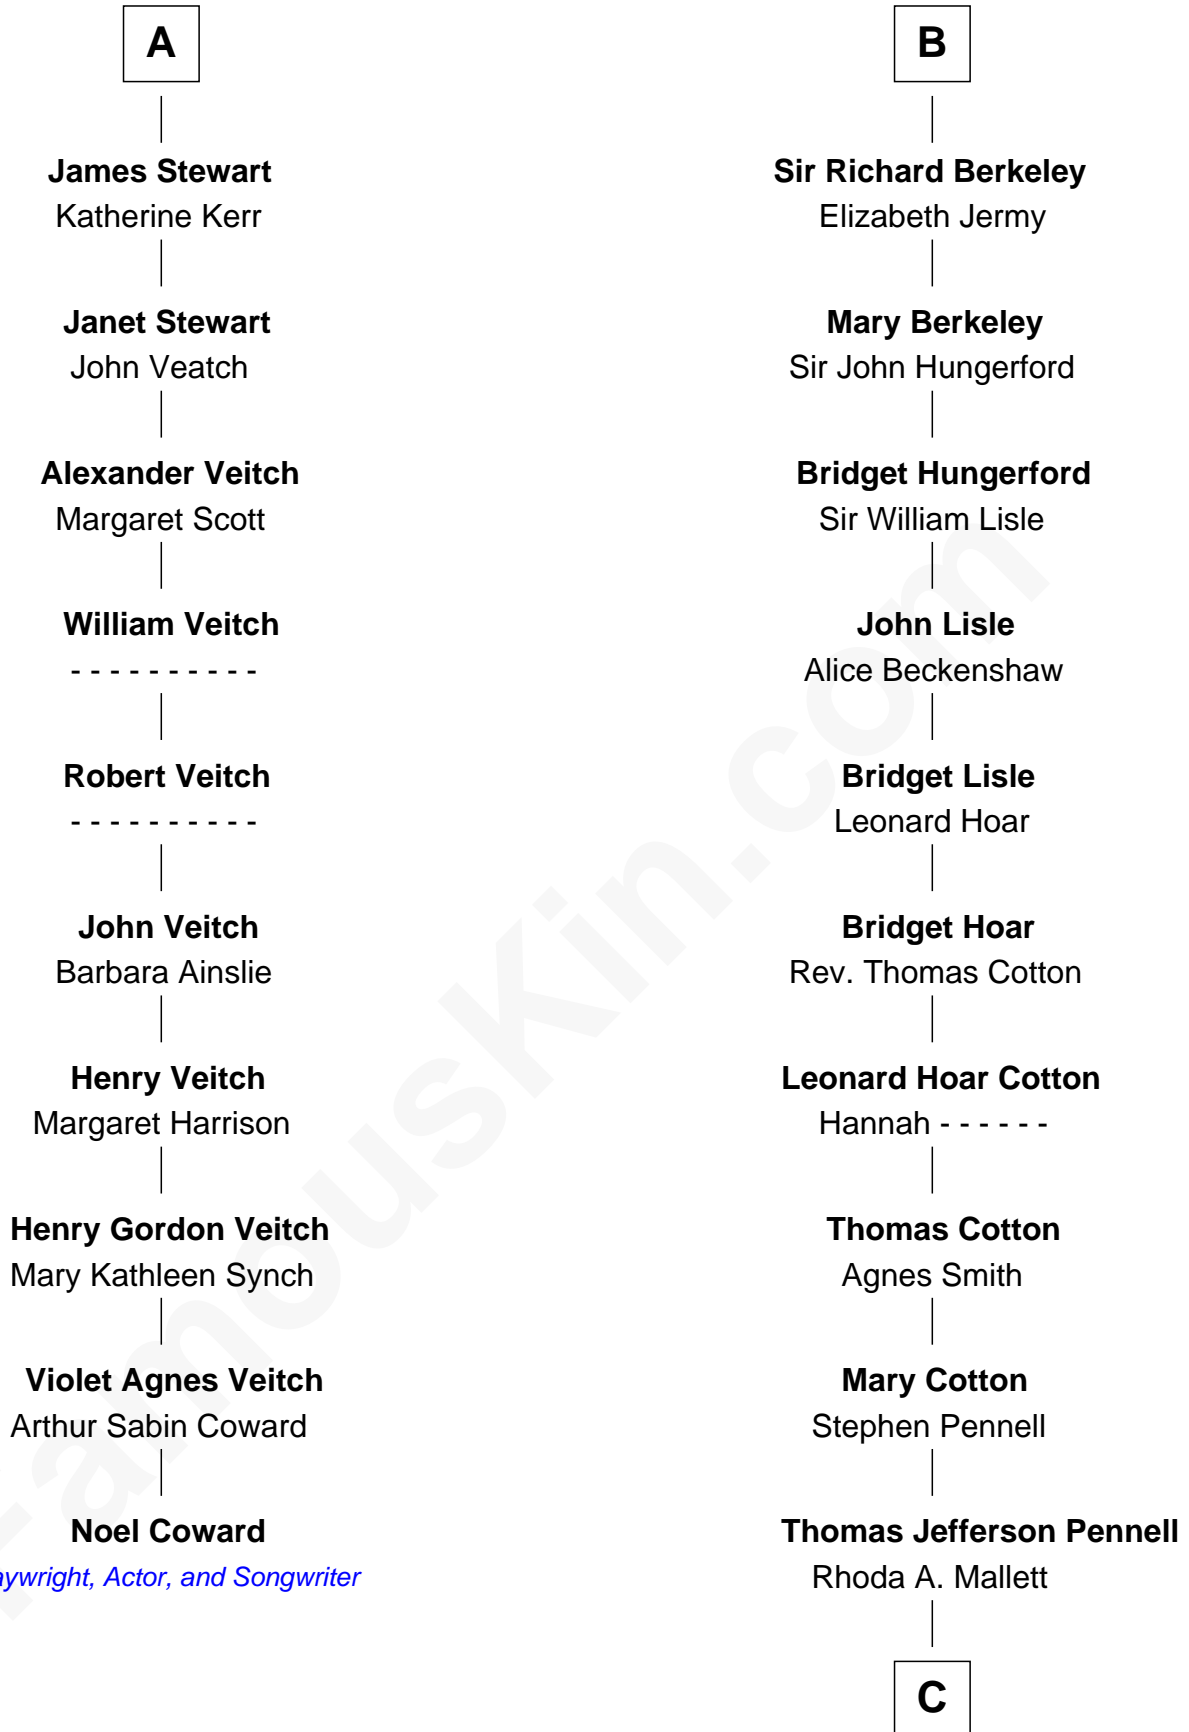 A
James Stewart
Katherine Kerr
Janet Stewart
John Veatch
Alexander Veitch
Margaret Scott
William Veitch
- - - - - - - - - -
Robert Veitch
- - - - - - - - - -
John Veitch
Barbara Ainslie
Henry Veitch
Margaret Harrison
Henry Gordon Veitch
Mary Kathleen Synch
Violet Agnes Veitch
Arthur Sabin Coward
Noel Coward
aywright, Actor, and Songwriter
B
Sir Richard Berkeley
Elizabeth Jermy
Mary Berkeley
Sir John Hungerford
Bridget Hungerford
Sir William Lisle
John Lisle
Alice Beckenshaw
Bridget Lisle
Leonard Hoar
Bridget Hoar
Rev. Thomas Cotton
Leonard Hoar Cotton
Hannah - - - - - -
Thomas Cotton
Agnes Smith
Mary Cotton
Stephen Pennell
Thomas Jefferson Pennell
Rhoda A. Mallett
C
FamousKin.com